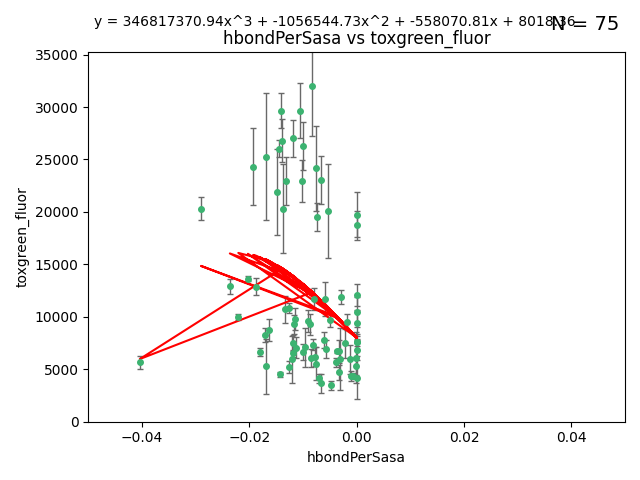 y = 346817370.94x^3 + -1056544.73x^2 + -558070.81x + 8018.36
N = 75
hbondPerSasa vs toxgreen_fluor
35000
30000
25000
20000
15000
10000
5000
0
toxgreen_fluor
−0.04
−0.02
0.00
0.02
0.04
hbondPerSasa